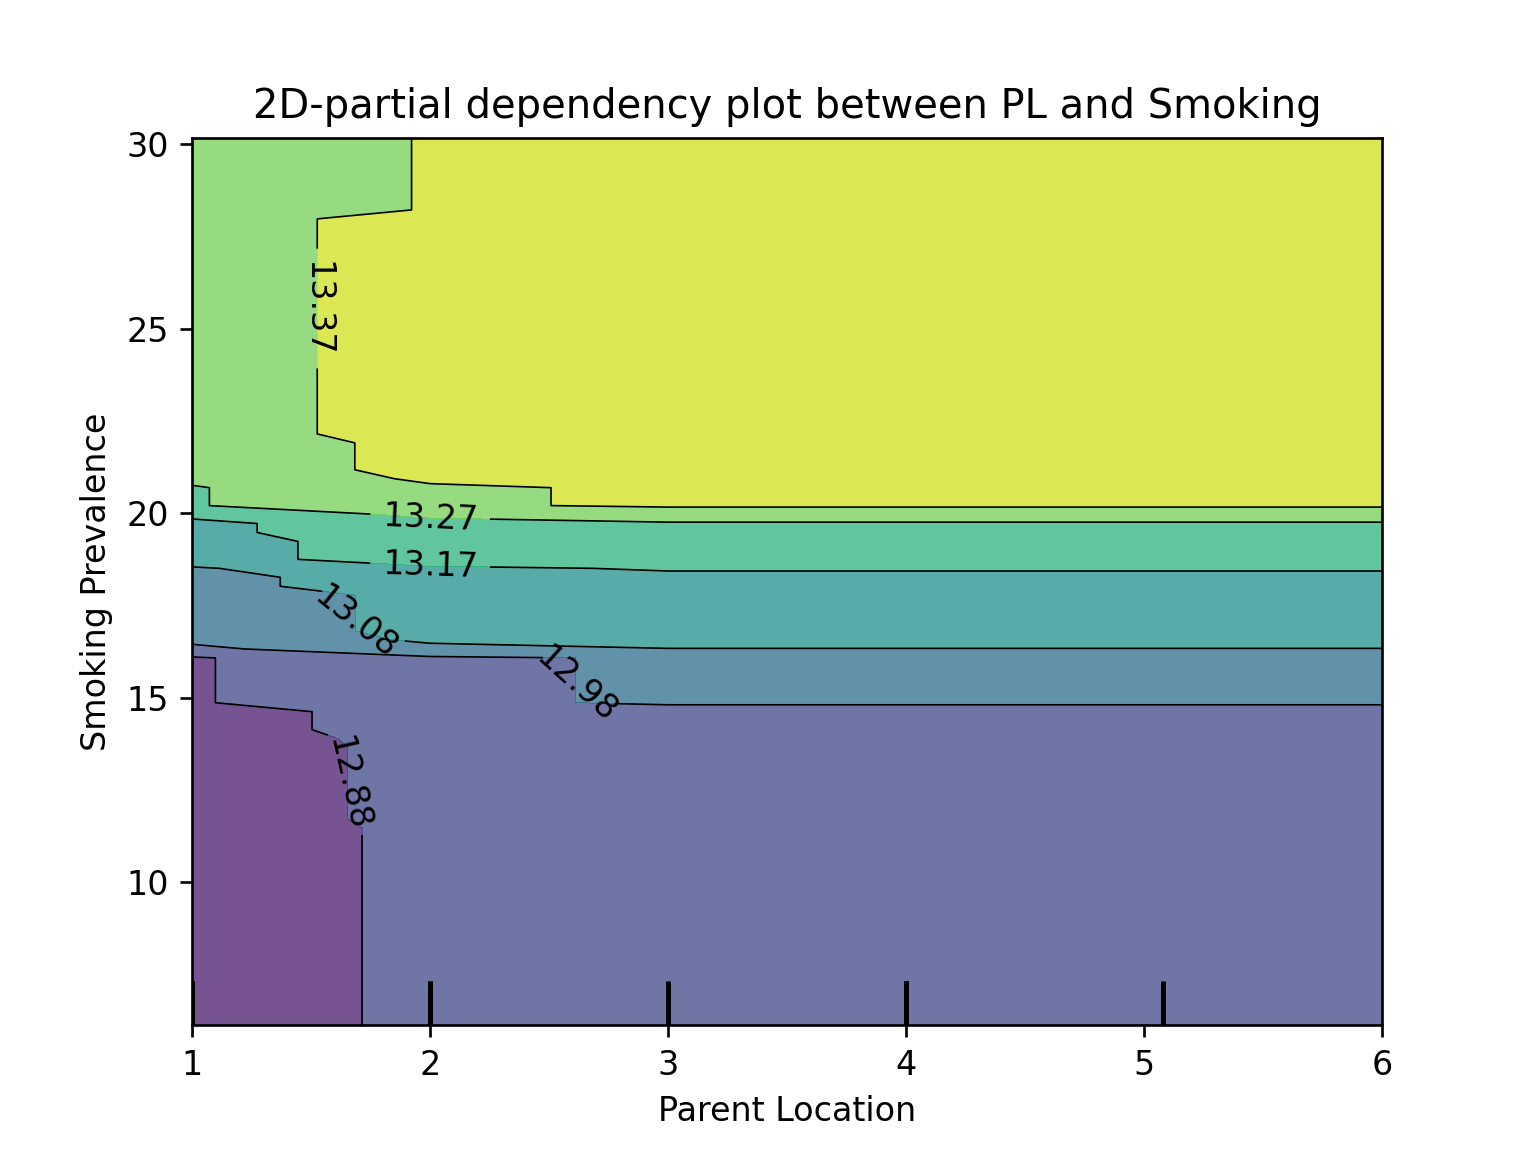 2D-partial dependency plot between PL and Smoking
30
25
20
15
10
Smoking Prevalence
13.37
13.27
13.17
13.08
12.98
12.88
1 2 3 4 5 6
Parent Location